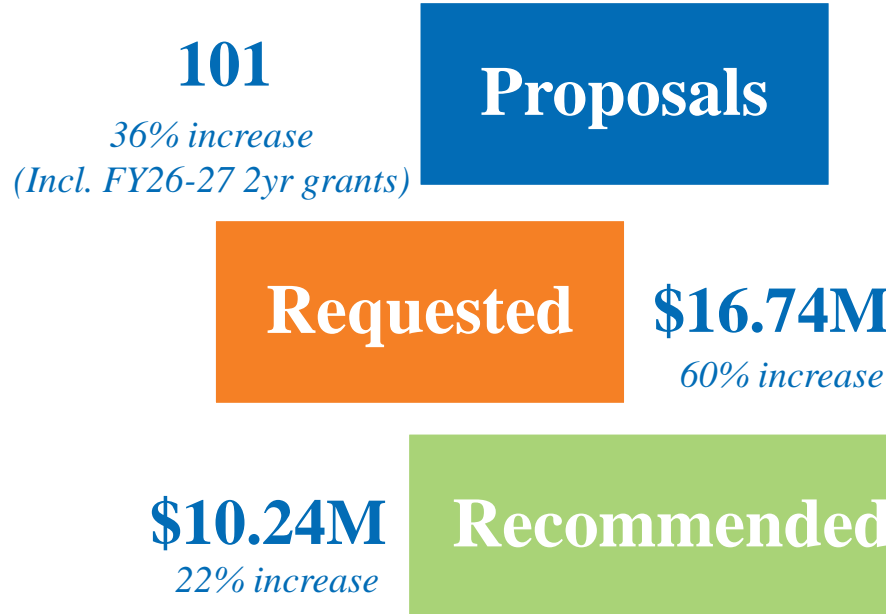 101
36% increase
(Incl. FY26-27 2yr grants)
Proposals
Requested
$16.74M
60% increase
$10.24M
22% increase
Recommended